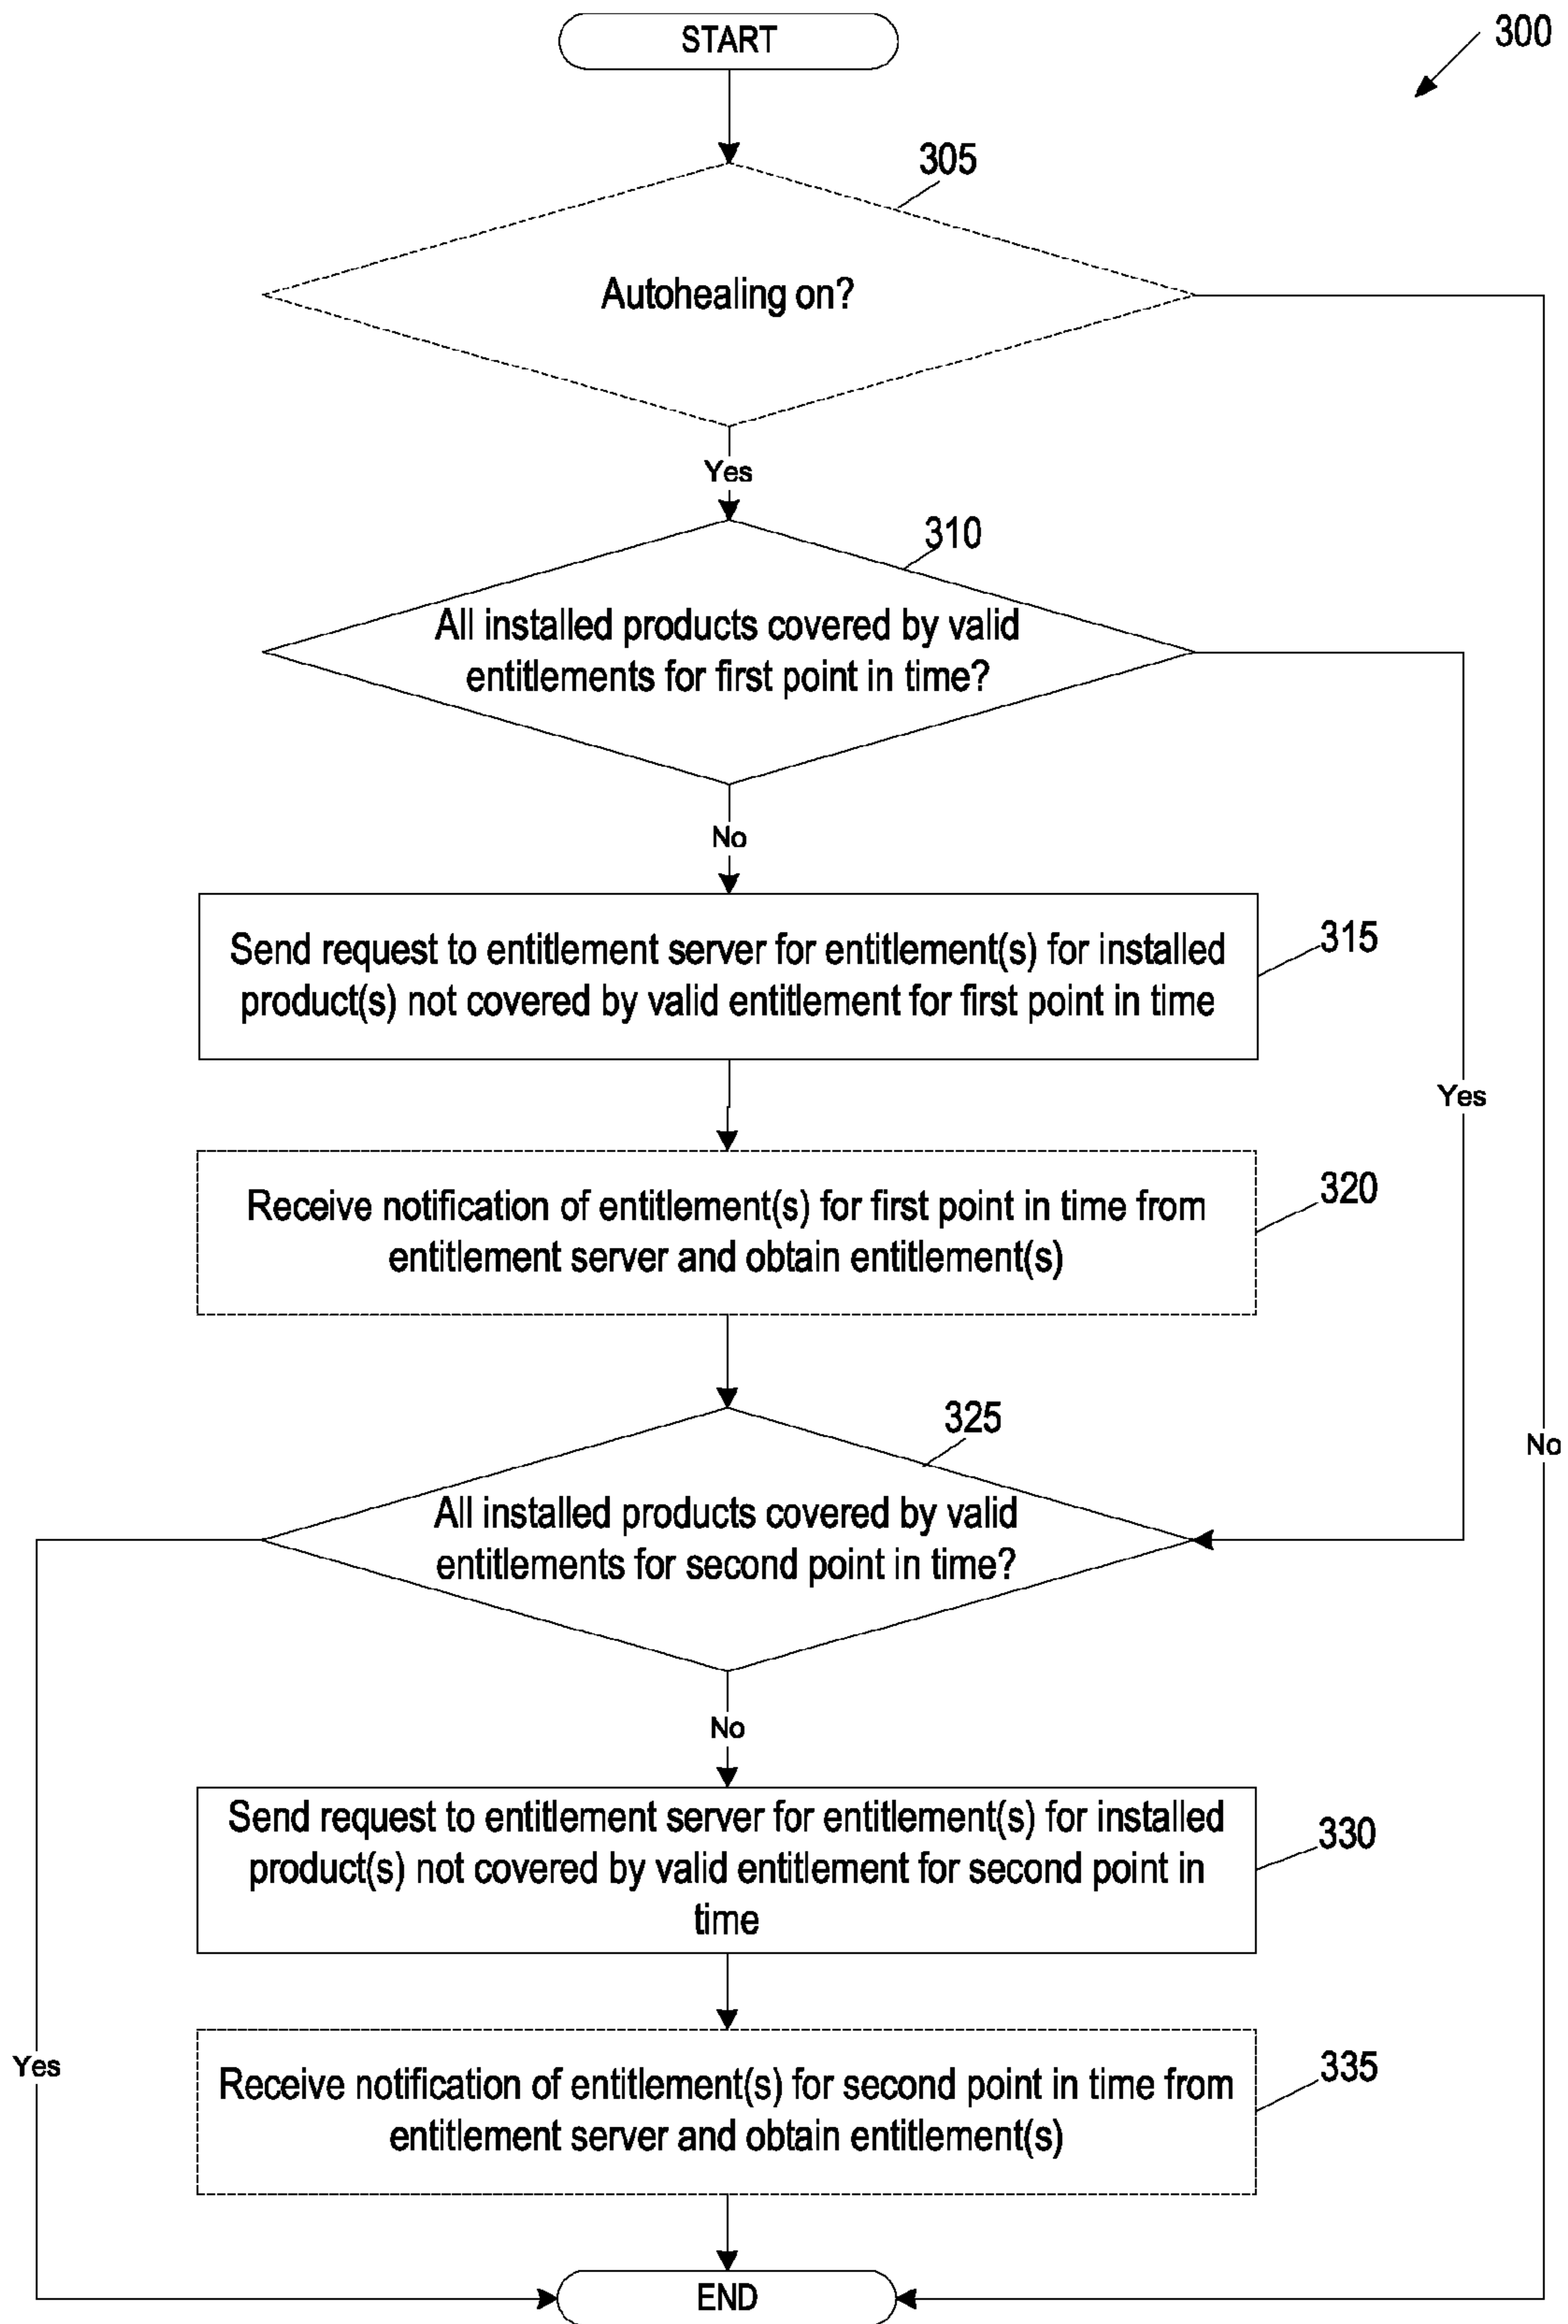 START
300
305
Autohealing on?
Yes
310
All installed products covered by valid
entitlements for first point in time?
No
315
Send request to entitlement server for entitlement(s) for installed
product(s) not covered by valid entitlement for first point in time
Yes
320
Receive notification of entitlement(s) for first point in time from
entitlement server and obtain entitlement(s)
325
No
All installed products covered by valid
entitlements for second point in time?
No
330
Send request to entitlement server for entitlement(s) for installed
product(s) not covered by valid entitlement for second point in
time
Yes
335
Receive notification of entitlement(s) for second point in time from
entitlement server and obtain entitlement(s)
END